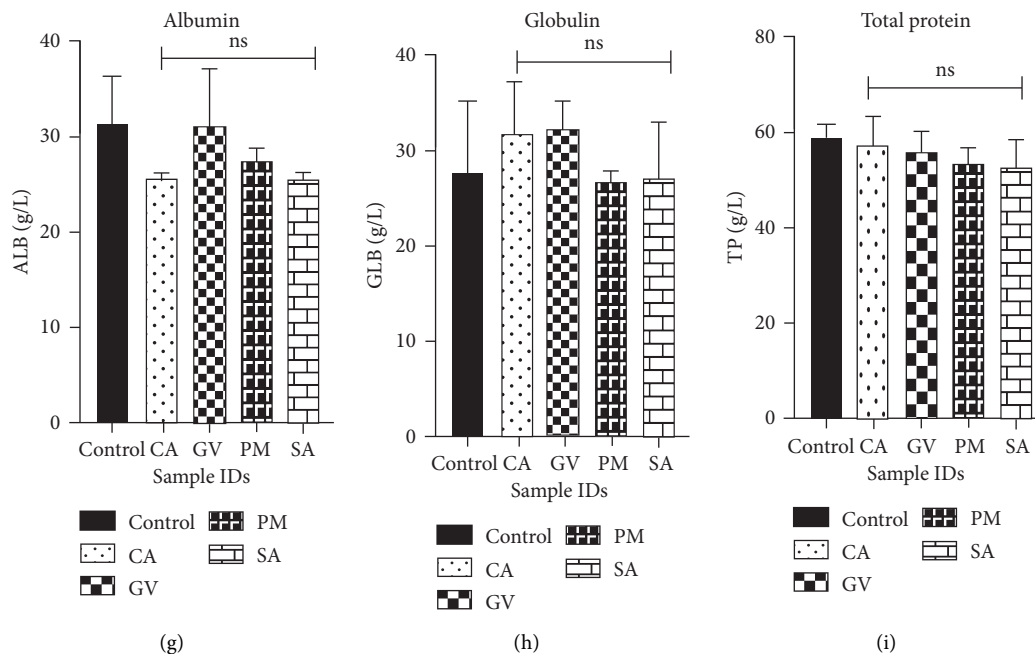 Albumin
40
30
20
10
0
ALB (g/L)
ns
Control CA GV PM SA
Sample IDs
Control PM
CA SA
GV
(g)
Globulin
40
30
20
10
0
GLB (g/L)
ns
Control CA GV PM SA
Sample IDs
Control PM
CA SA
GV
(h)
Total protein
80
60
40
20
0
TP (g/L)
ns
Control CA GV PM SA
Sample IDs
Control PM
CA SA
GV
(i)